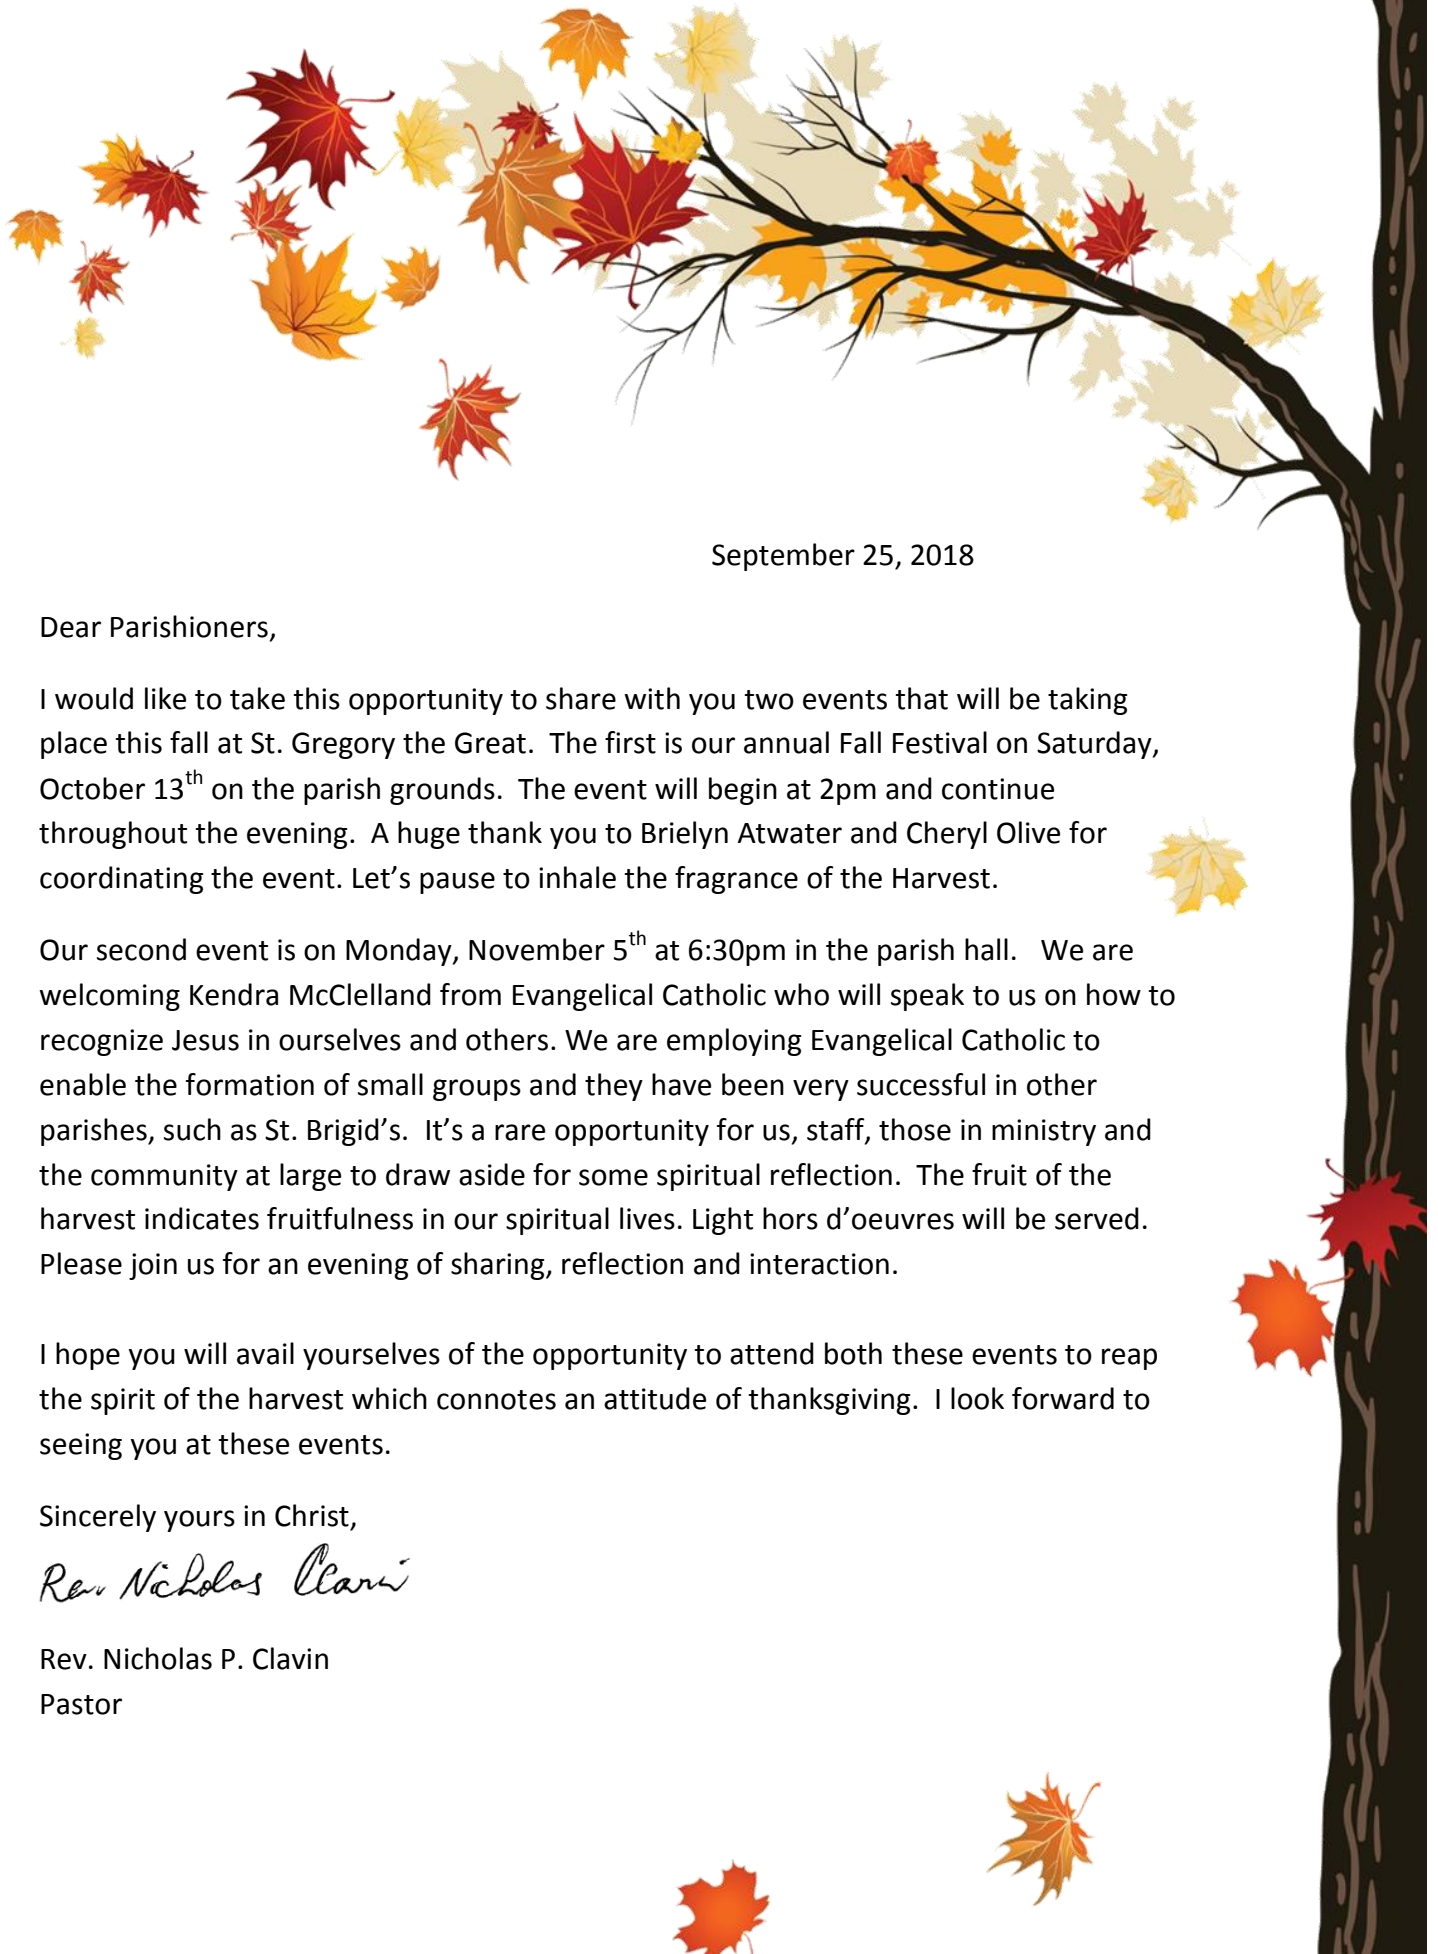 September 25, 2018
Dear Parishioners,
I would like to take this opportunity to share with you two events that will be taking
place this fall at St. Gregory the Great.  The first is our annual Fall Festival on Saturday,
October 13th on the parish grounds.  The event will begin at 2pm and continue
throughout the evening.  A huge thank you to Brielyn Atwater and Cheryl Olive for
coordinating the event. Let’s pause to inhale the fragrance of the Harvest.
Our second event is on Monday, November 5th at 6:30pm in the parish hall.   We are
welcoming Kendra McClelland from Evangelical Catholic who will speak to us on how to
recognize Jesus in ourselves and others. We are employing Evangelical Catholic to
enable the formation of small groups and they have been very successful in other
parishes, such as St. Brigid’s.  It’s a rare opportunity for us, staff, those in ministry and
the community at large to draw aside for some spiritual reflection.  The fruit of the
harvest indicates fruitfulness in our spiritual lives. Light hors d’oeuvres will be served.
Please join us for an evening of sharing, reflection and interaction.
I hope you will avail yourselves of the opportunity to attend both these events to reap
the spirit of the harvest which connotes an attitude of thanksgiving.  I look forward to
seeing you at these events.
Sincerely yours in Christ,
Rev Nicholas Clavin
Rev. Nicholas P. Clavin
Pastor